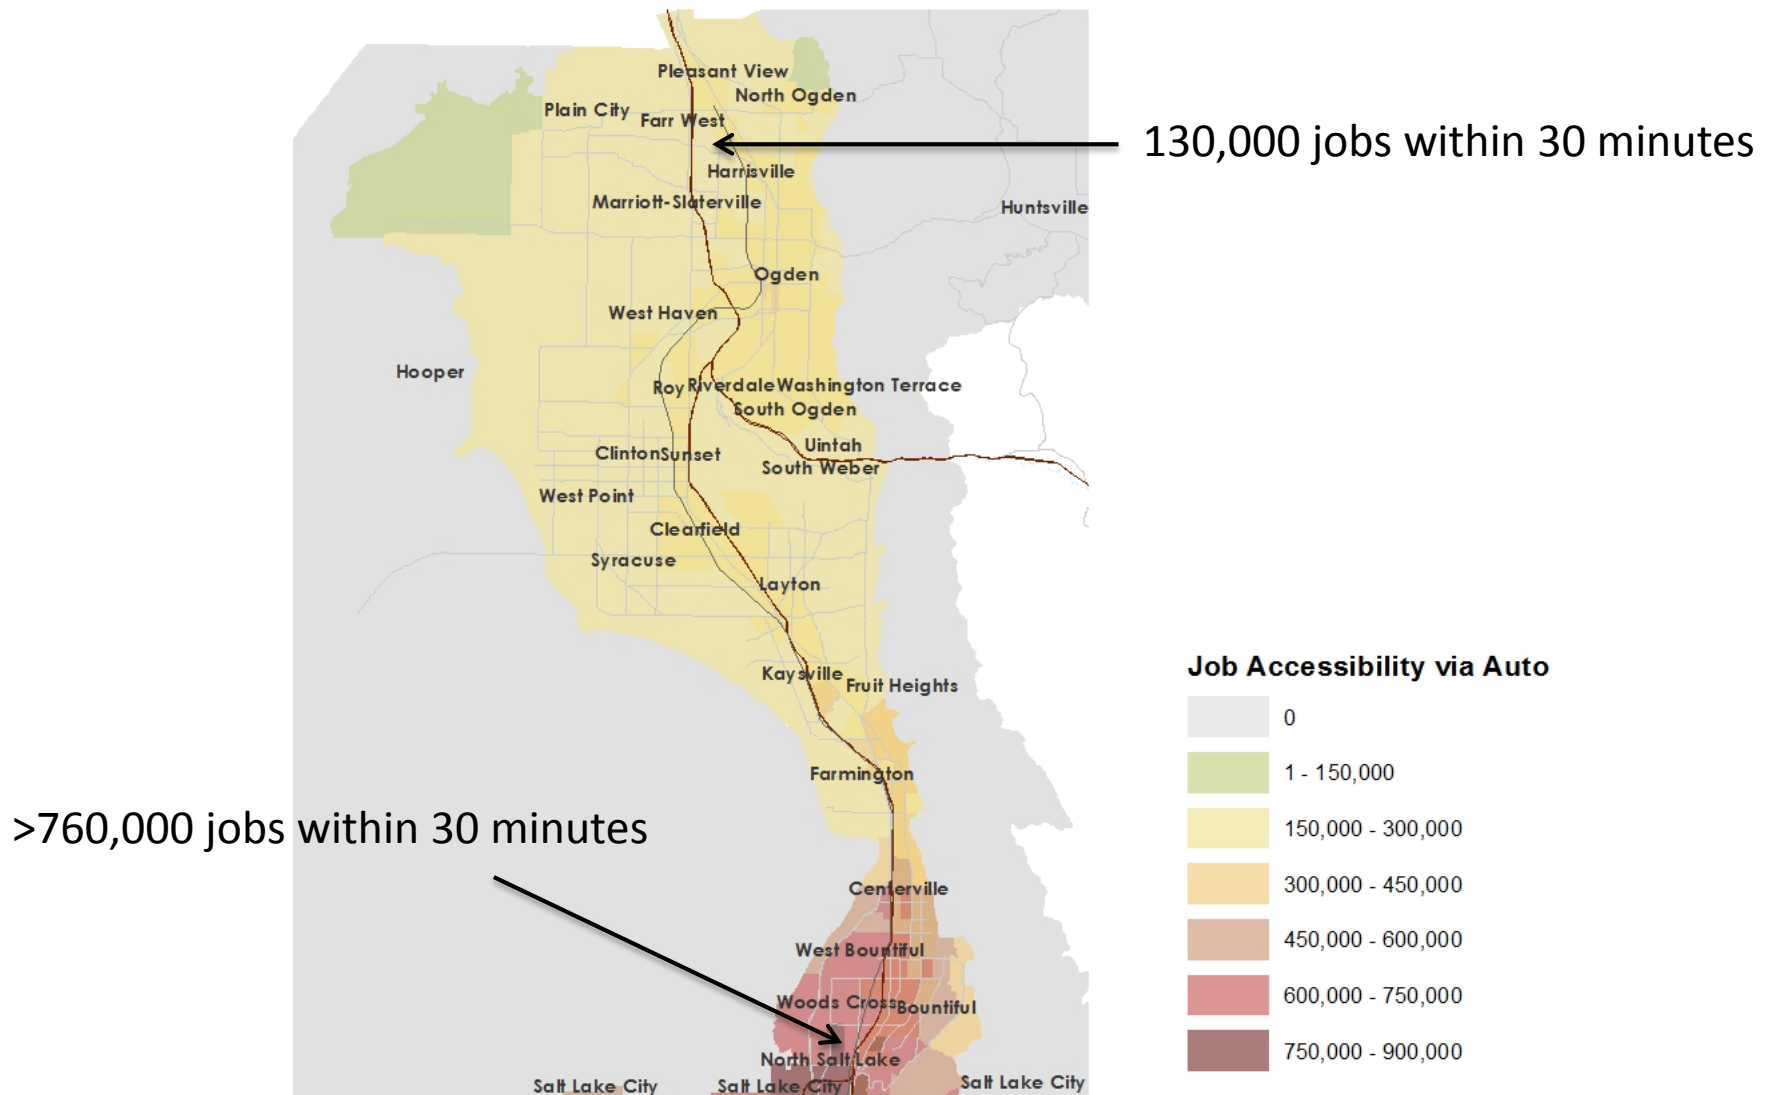 Pleasant View
North Ogden
Plain City
Farr West
130,000 jobs within 30 minutes
Harrisville
Marriott-Slaterville
Huntsville
Ogden
West Haven
Hooper
Roy
Riverdale
Washington Terrace
South Ogden
Uintah
Clinton
Sunset
South Weber
West Point
Clearfield
Syracuse
Layton
Kaysville
Fruit Heights
Farmington
>760,000 jobs within 30 minutes
Centerville
West Bountiful
Woods Cross
Bountiful
North Salt Lake
Salt Lake City
Salt Lake City
Salt Lake City
Job Accessibility via Auto
0
1 - 150,000
150,000 - 300,000
300,000 - 450,000
450,000 - 600,000
600,000 - 750,000
750,000 - 900,000